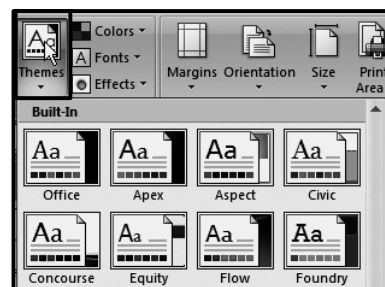 Colors
Fonts
Effects
Themes
Margins
Orientation
Size
Print
Area
Built-In
Aa
Aa
Aa
Aa
Office
Apex
Aspect
Civic
Aa
Aa
Aa
Aa
Concourse
Equity
Flow
Foundry